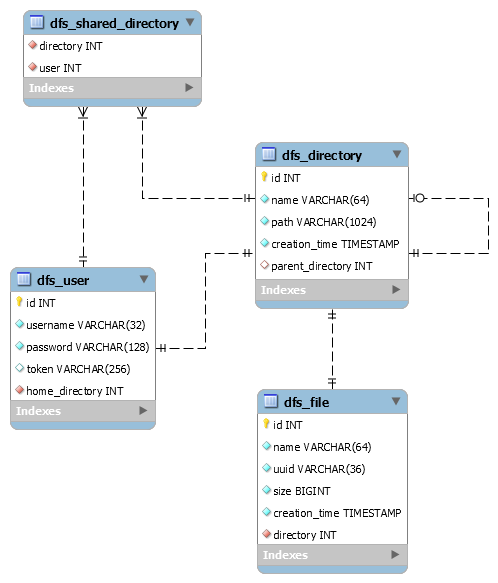 dfs_shared_directory
directory INT
user INT
Indexes
dfs_directory
id INT
name VARCHAR(64)
path VARCHAR(1024)
creation_time TIMESTAMP
parent_directory INT
Indexes
dfs_user
id INT
username VARCHAR(32)
password VARCHAR(128)
token VARCHAR(256)
home_directory INT
Indexes
dfs_file
id INT
name VARCHAR(64)
uuid VARCHAR(36)
size BIGINT
creation_time TIMESTAMP
directory INT
Indexes